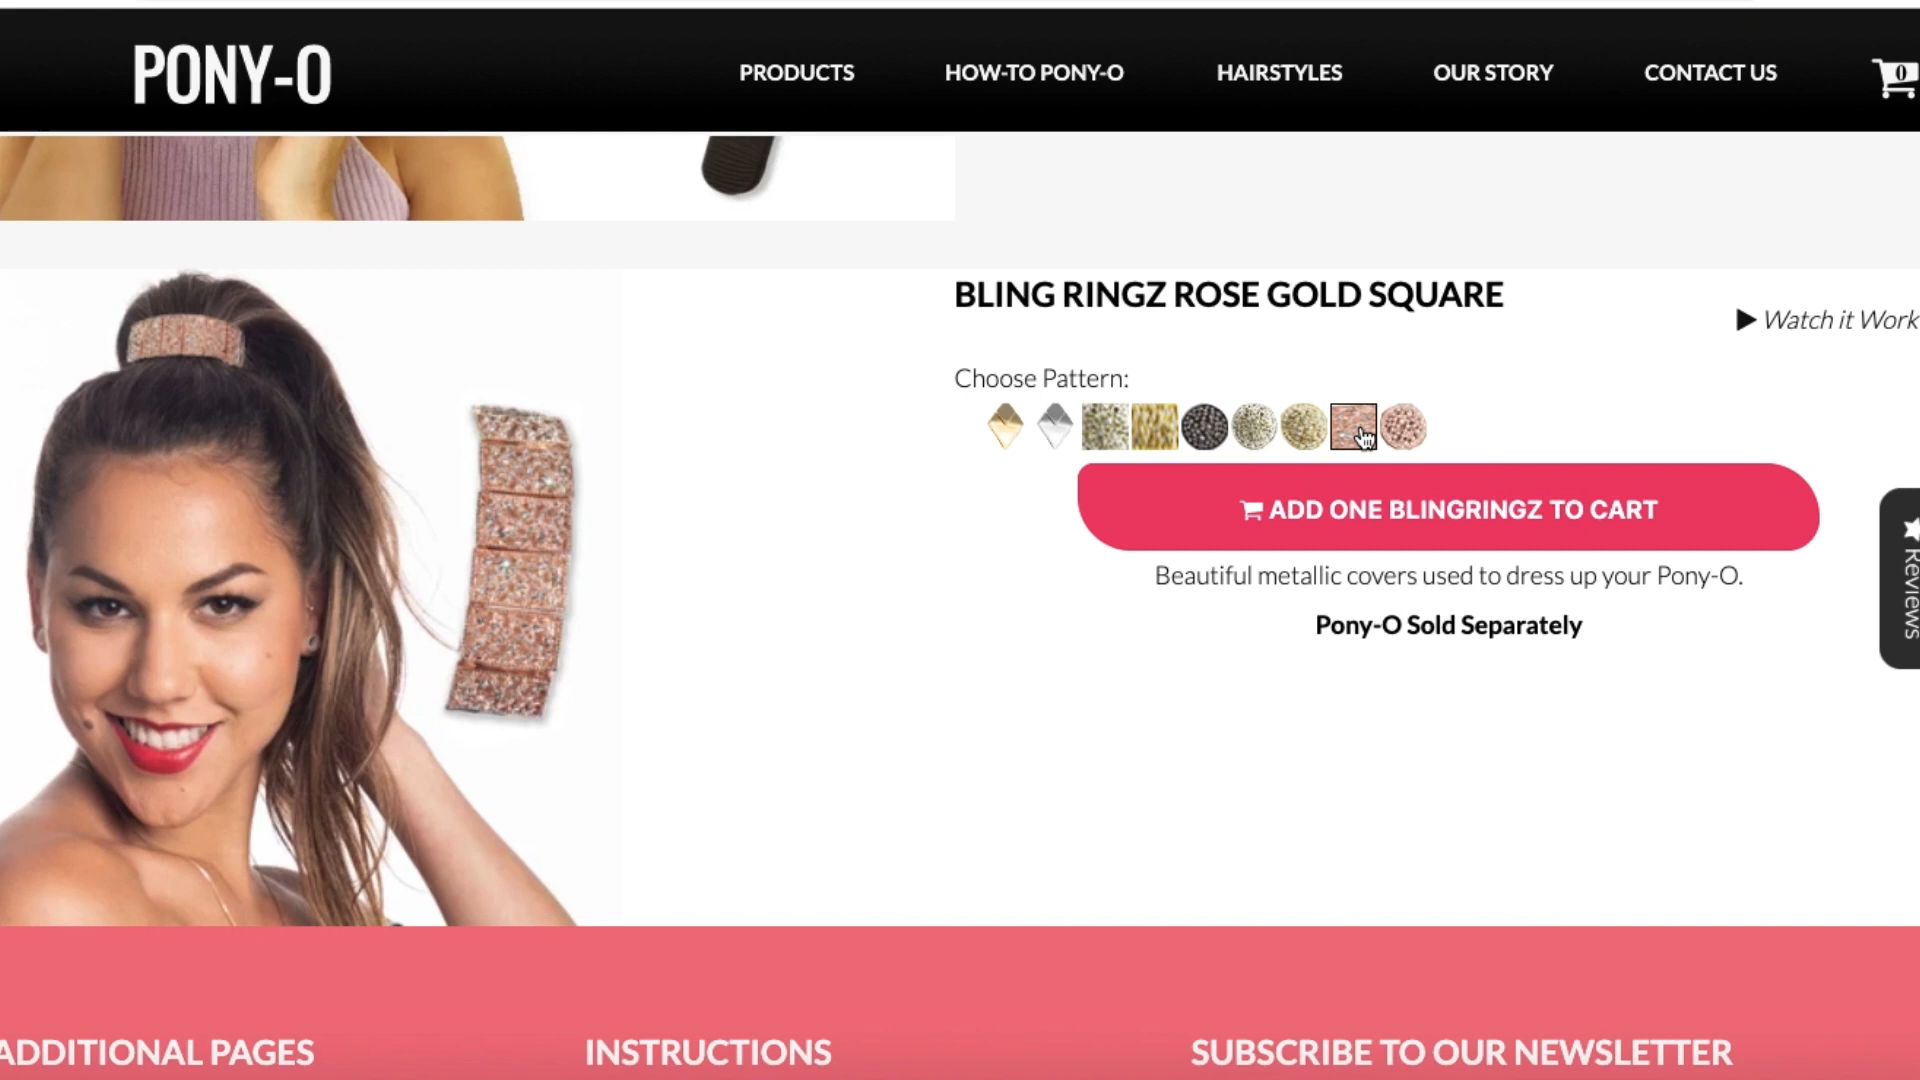 PONY-O
PRODUCTS
HOW-TO PONY-O
HAIRSTYLES
OUR STORY
CONTACT US
0
BLING RINGZ ROSE GOLD SQUARE
Watch it Work
Choose Pattern:
ADD ONE BLINGRINGZ TO CART
Beautiful metallic covers used to dress up your Pony-O.
Pony-O Sold Separately
Reviews
ADDITIONAL PAGES
INSTRUCTIONS
SUBSCRIBE TO OUR NEWSLETTER